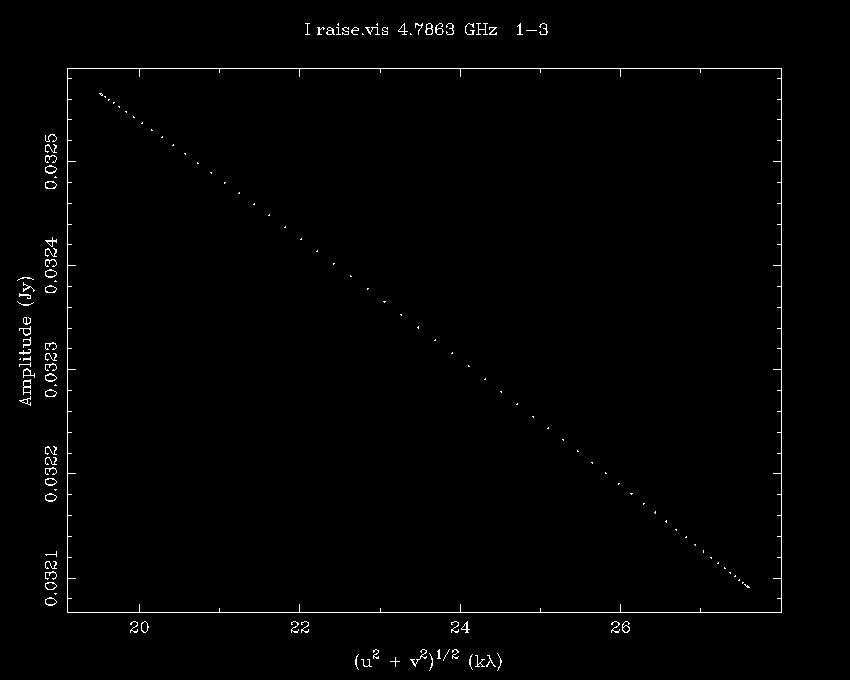 I raise.vis 4.7863 GHz 1−3
0.0325
0.0324
0.0323
0.0322
0.0321
Amplitude (Jy)
20 22 24 26
(u² + v²)¹/² (kλ)